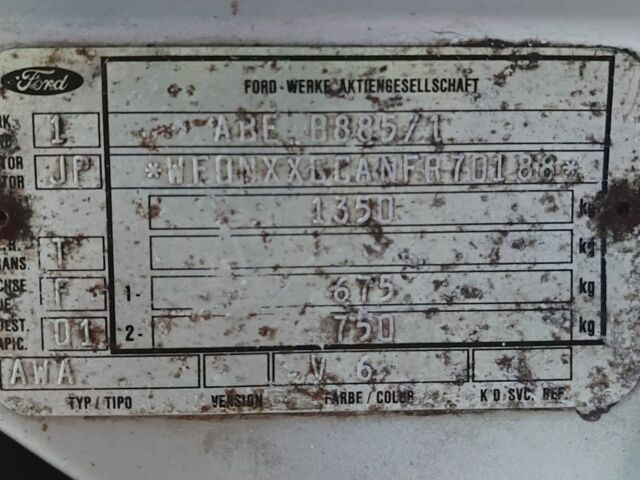 Ford
FORD - WERKE AKTIENGESELLSCHAFT
1 ABE B885/1
JP
1350 kg
T kg
TRANS.
F 1- 675 kg
01 2- 750 kg
AWA V 6
TYP / TIPO VERSION FARBE / COLOR K D SVC. REF.